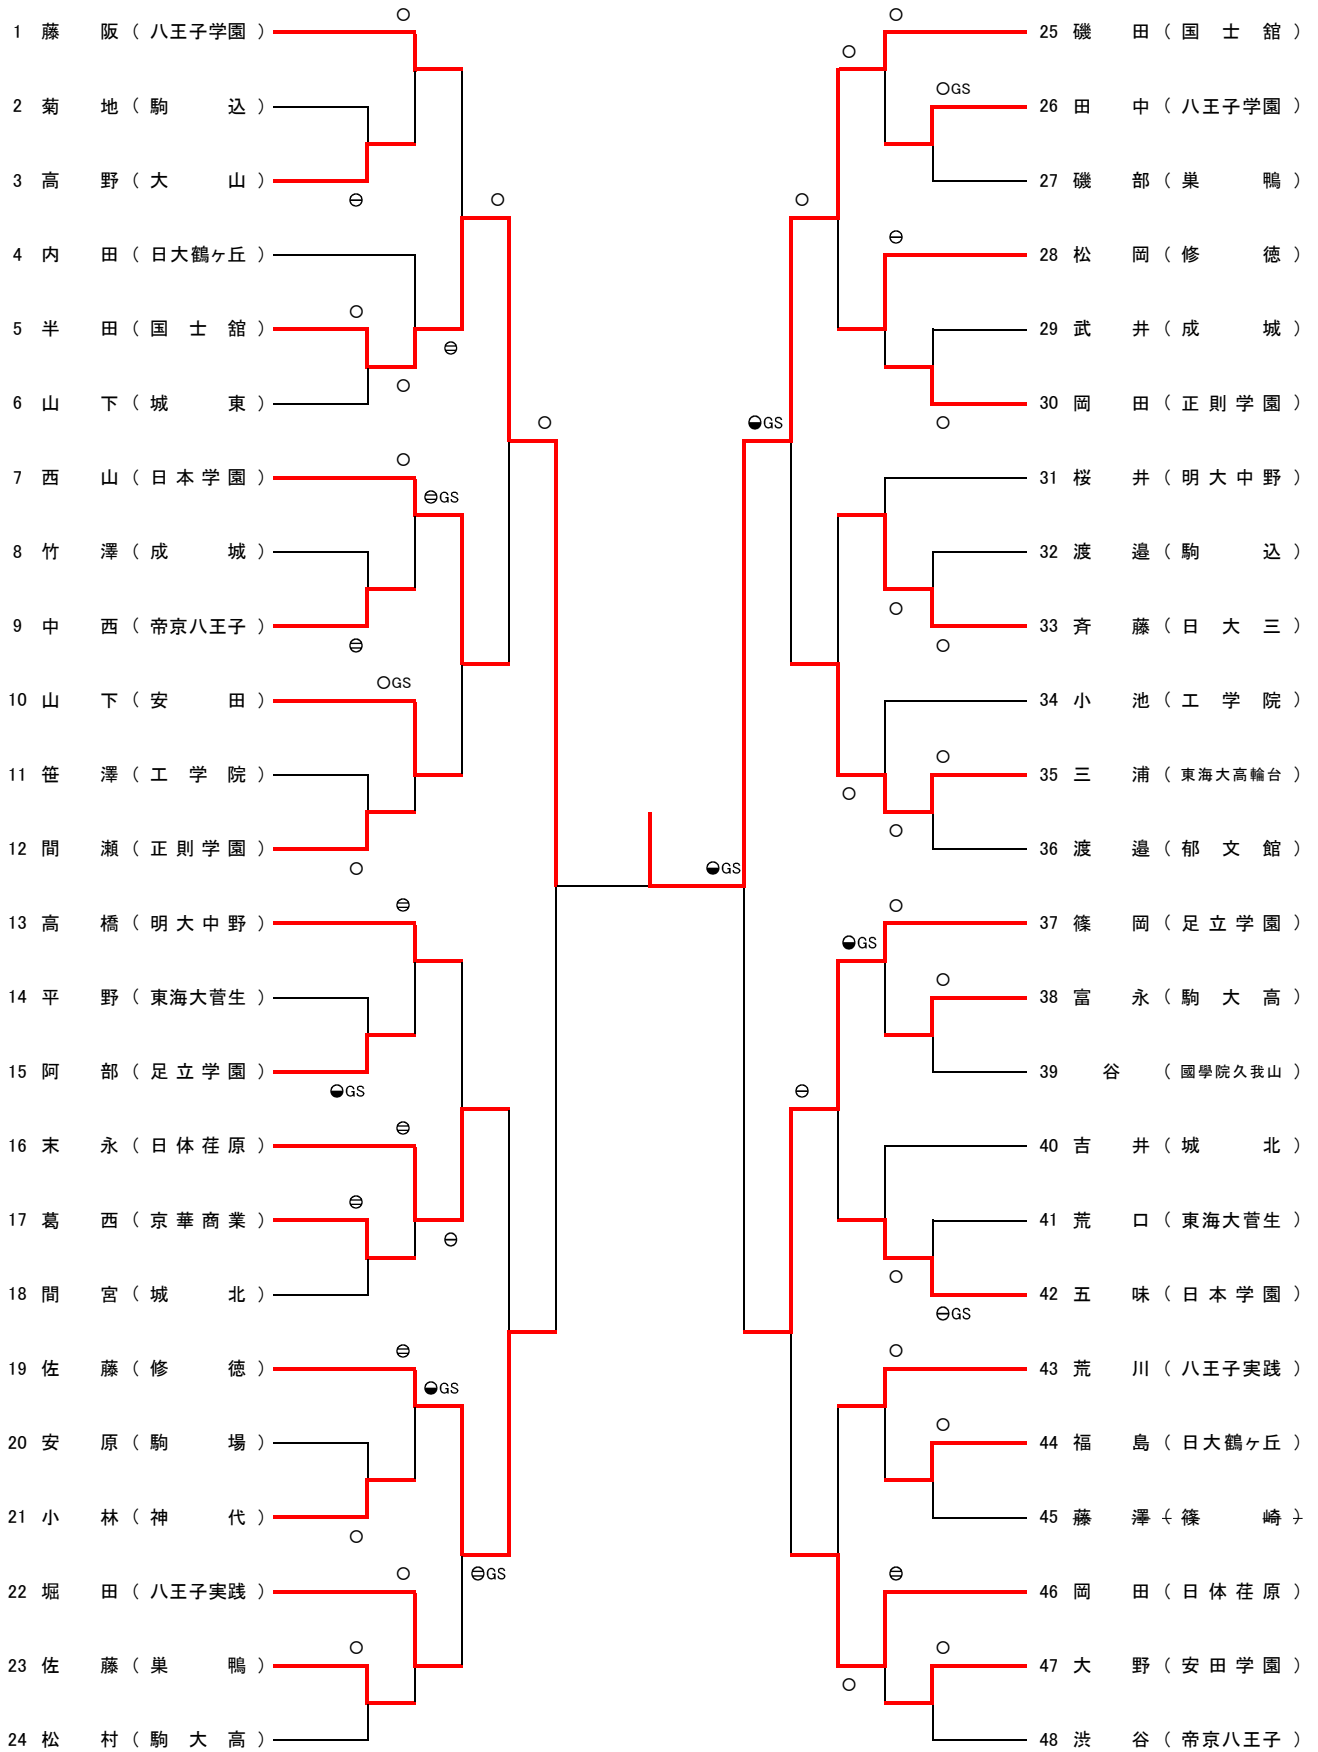 1 藤 阪 ( 八王子学園 )
2 菊 地 ( 駒 込 )
3 高 野 ( 大 山 )
4 内 田 ( 日大鶴ヶ丘 )
5 半 田 ( 国 士 舘 )
6 山 下 ( 城 東 )
7 西 山 ( 日本学園 )
8 竹 澤 ( 成 城 )
9 中 西 ( 帝京八王子 )
10 山 下 ( 安 田 )
11 笹 澤 ( 工 学 院 )
12 間 瀬 ( 正則学園 )
13 高 橋 ( 明大中野 )
14 平 野 ( 東海大菅生 )
15 阿 部 ( 足立学園 )
16 末 永 ( 日体荏原 )
17 葛 西 ( 京華商業 )
18 間 宮 ( 城 北 )
19 佐 藤 ( 修 徳 )
20 安 原 ( 駒 場 )
21 小 林 ( 神 代 )
22 堀 田 ( 八王子実践 )
23 佐 藤 ( 巣 鴨 )
24 松 村 ( 駒 大 高 )
○
⊖
○
○
○
○
GS
○GS
○
GS
⊖
GS
○
○
GS
○
○
GS
GS
25 磯 田 ( 国 士 舘 )
26 田 中 ( 八王子学園 )
27 磯 部 ( 巣 鴨 )
28 松 岡 ( 修 徳 )
29 武 井 ( 成 城 )
30 岡 田 ( 正則学園 )
31 桜 井 ( 明大中野 )
32 渡 邉 ( 駒 込 )
33 斉 藤 ( 日 大 三 )
34 小 池 ( 工 学 院 )
35 三 浦 ( 東海大高輪台 )
36 渡 邉 ( 郁 文 館 )
37 篠 岡 ( 足立学園 )
38 富 永 ( 駒 大 高 )
39 谷 ( 國學院久我山 )
40 吉 井 ( 城 北 )
41 荒 口 ( 東海大菅生 )
42 五 味 ( 日本学園 )
43 荒 川 ( 八王子実践 )
44 福 島 ( 日大鶴ヶ丘 )
45 藤 澤 ( 篠 崎 )
46 岡 田 ( 日体荏原 )
47 大 野 ( 安田学園 )
48 渋 谷 ( 帝京八王子 )
○
○
○GS
○
⊖
○
GS
○
○
○
○
○
○
GS
○
⊖
○
⊖GS
○
○
○
○